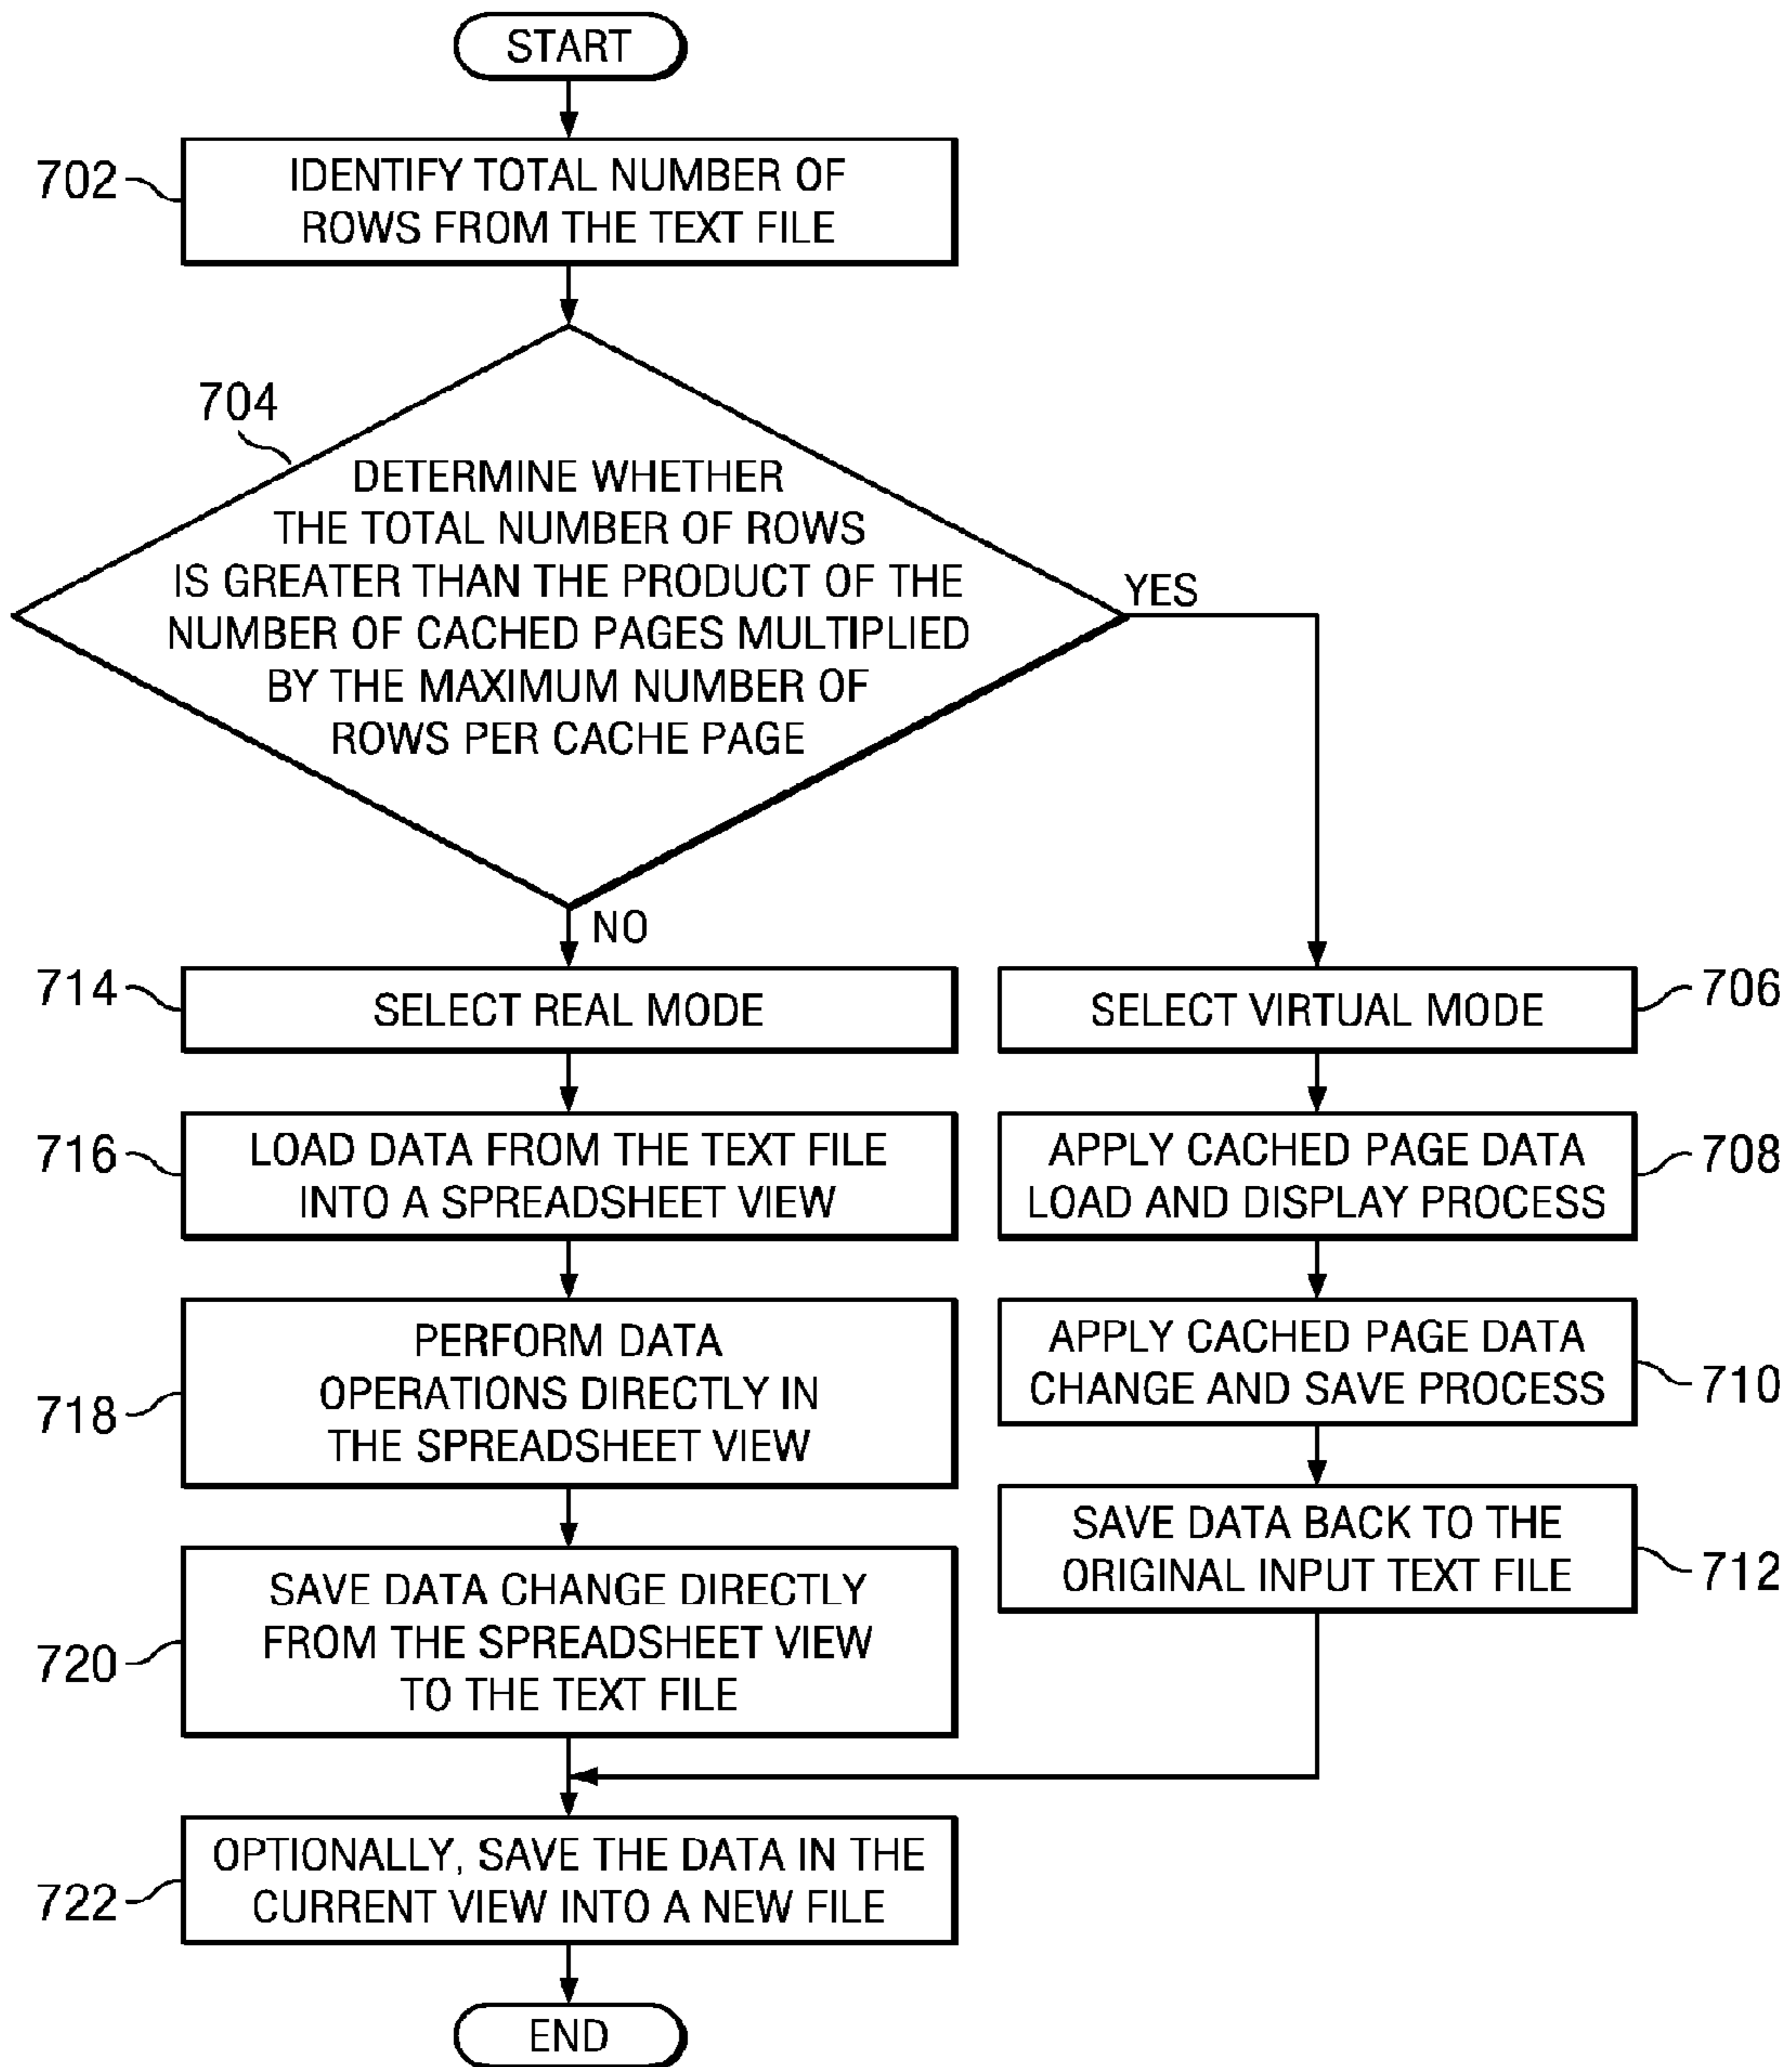 START
702
IDENTIFY TOTAL NUMBER OF
ROWS FROM THE TEXT FILE
704
DETERMINE WHETHER
THE TOTAL NUMBER OF ROWS
IS GREATER THAN THE PRODUCT OF THE
NUMBER OF CACHED PAGES MULTIPLIED
BY THE MAXIMUM NUMBER OF
ROWS PER CACHE PAGE
YES
NO
714
SELECT REAL MODE
716
LOAD DATA FROM THE TEXT FILE
INTO A SPREADSHEET VIEW
718
PERFORM DATA
OPERATIONS DIRECTLY IN
THE SPREADSHEET VIEW
720
SAVE DATA CHANGE DIRECTLY
FROM THE SPREADSHEET VIEW
TO THE TEXT FILE
SELECT VIRTUAL MODE
706
APPLY CACHED PAGE DATA
LOAD AND DISPLAY PROCESS
708
APPLY CACHED PAGE DATA
CHANGE AND SAVE PROCESS
710
SAVE DATA BACK TO THE
ORIGINAL INPUT TEXT FILE
712
722
OPTIONALLY, SAVE THE DATA IN THE
CURRENT VIEW INTO A NEW FILE
END